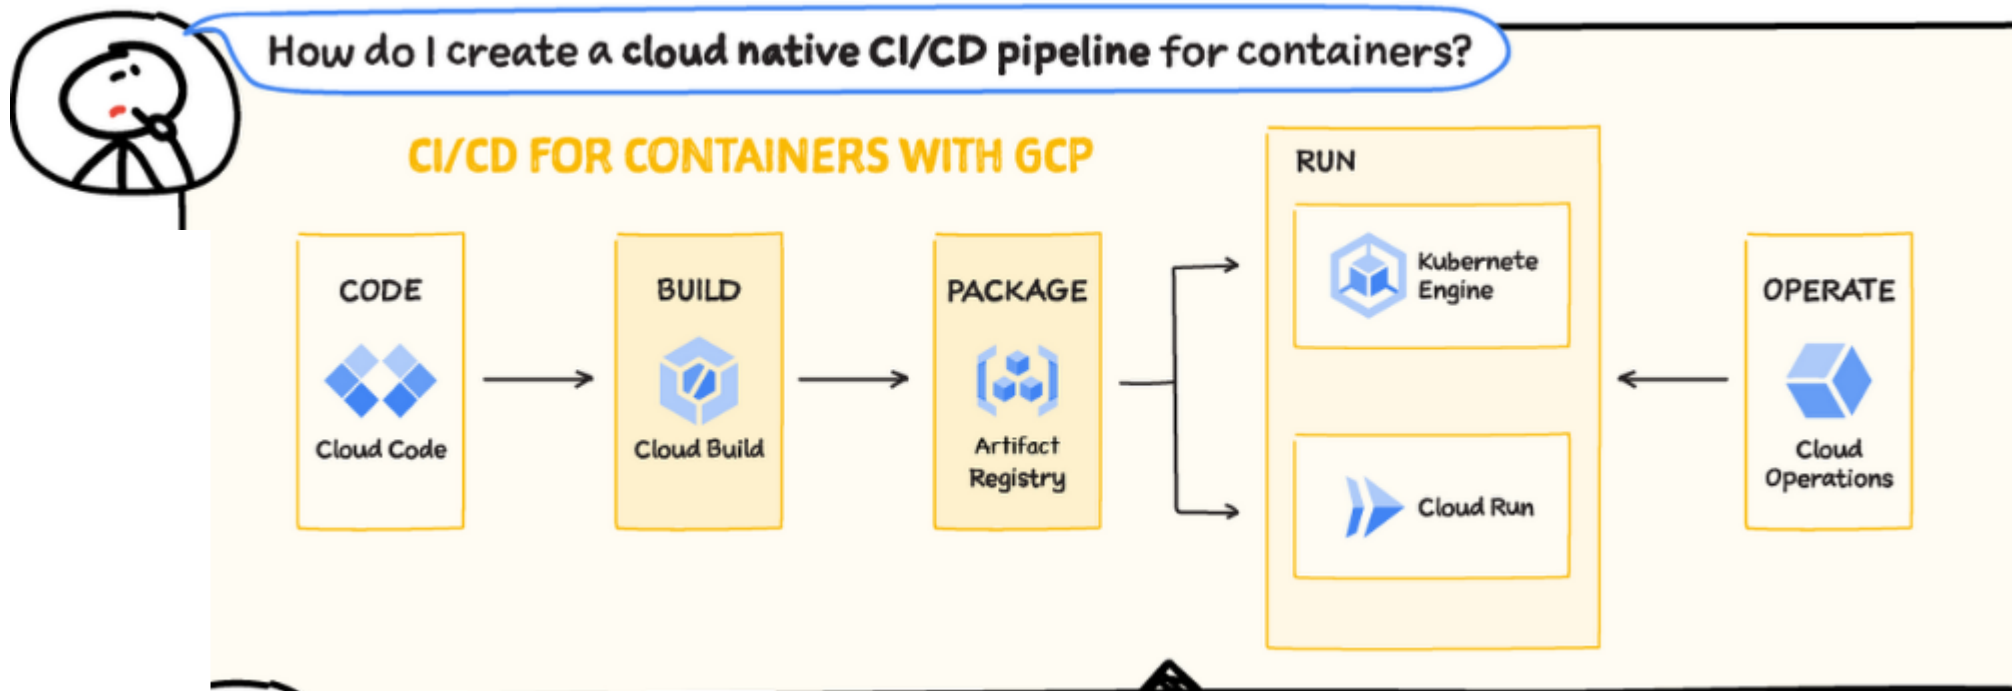 How do I create a cloud native CI/CD pipeline for containers?
CI/CD FOR CONTAINERS WITH GCP
CODE
Cloud Code
BUILD
Cloud Build
PACKAGE
Artifact
Registry
RUN
Kubernete
Engine
Cloud Run
OPERATE
Cloud
Operations